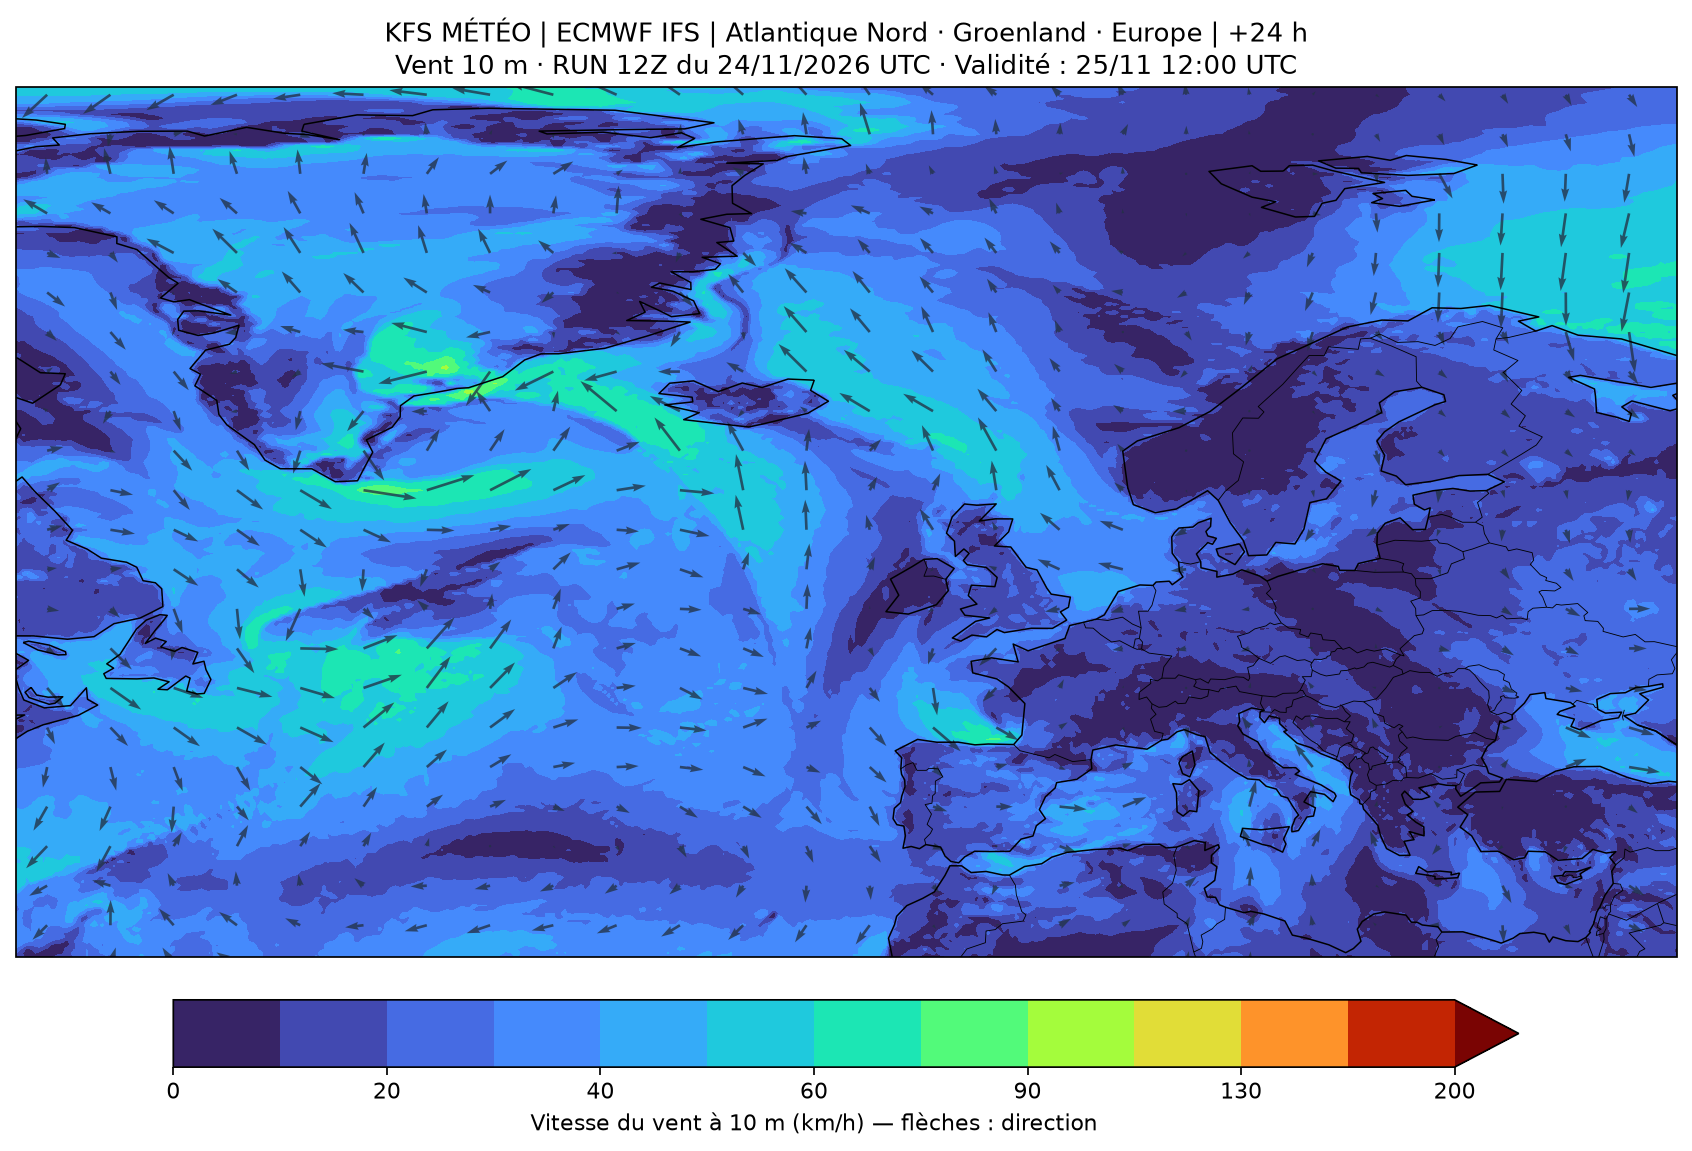 KFS MÉTÉO | ECMWF IFS | Atlantique Nord · Groenland · Europe | +24 h
Vent 10 m · RUN 12Z du 24/11/2026 UTC · Validité : 25/11 12:00 UTC
0 20 40 60 90 130 200
Vitesse du vent à 10 m (km/h) — flèches : direction